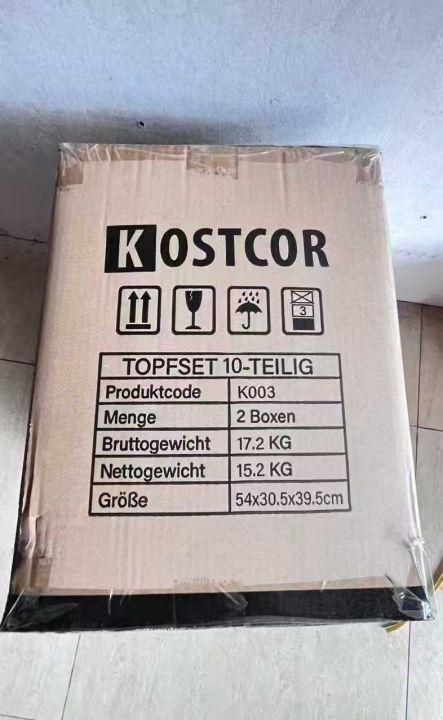 KOSTCOR
3
TOPFSET 10-TEILIG
Produktcode K003
Menge 2 Boxen
Bruttogewicht 17.2 KG
Nettogewicht 15.2 KG
Größe 54x30.5x39.5cm